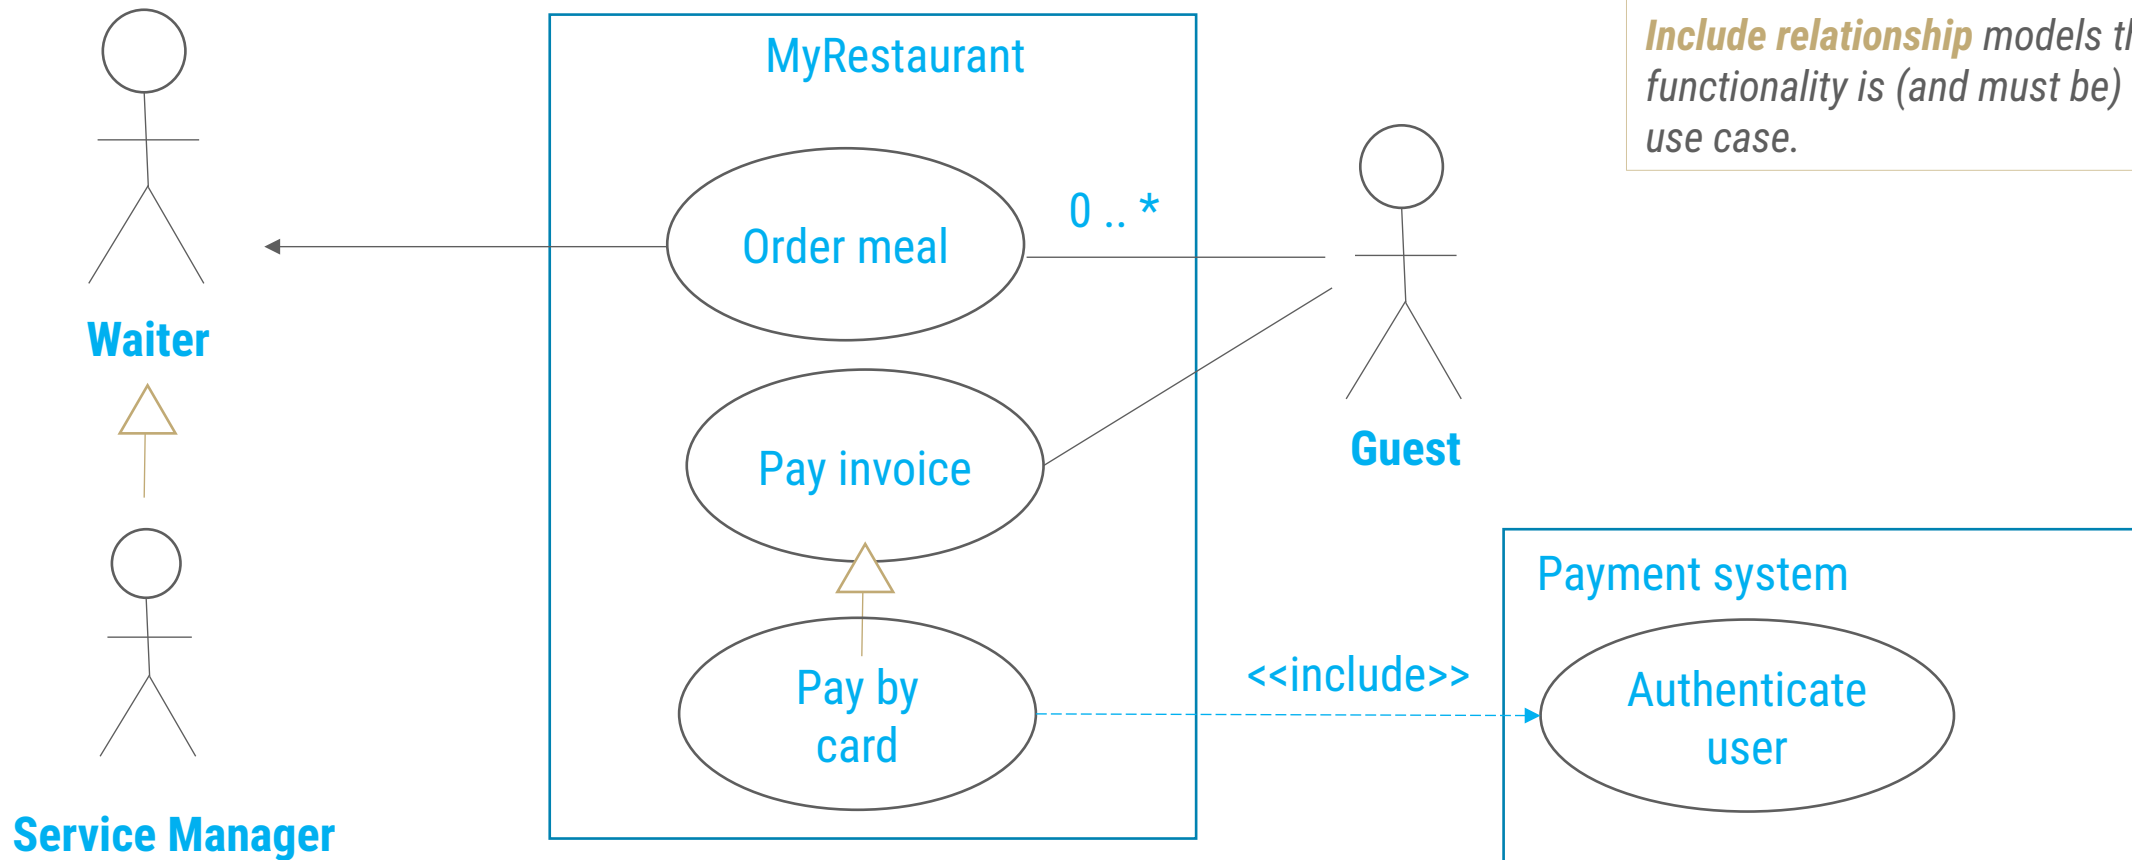 MyRestaurant
Include relationship models
functionality is (and must be)
use case.
0 .. *
Order meal
Waiter
Guest
Pay invoice
Payment system
<<include>>
Pay by
card
Authenticate
user
Service Manager